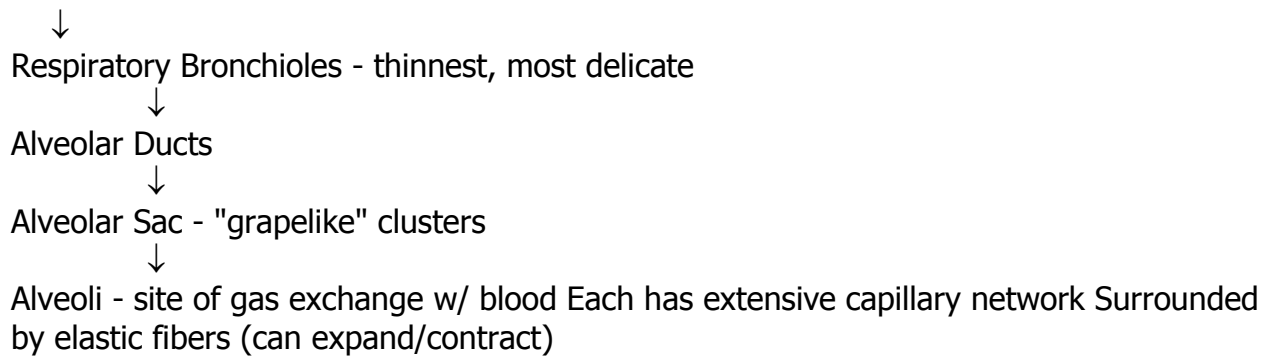 ↓
Respiratory Bronchioles - thinnest, most delicate
↓
Alveolar Ducts
↓
Alveolar Sac - "grapelike" clusters
↓
Alveoli - site of gas exchange w/ blood Each has extensive capillary network Surrounded
by elastic fibers (can expand/contract)